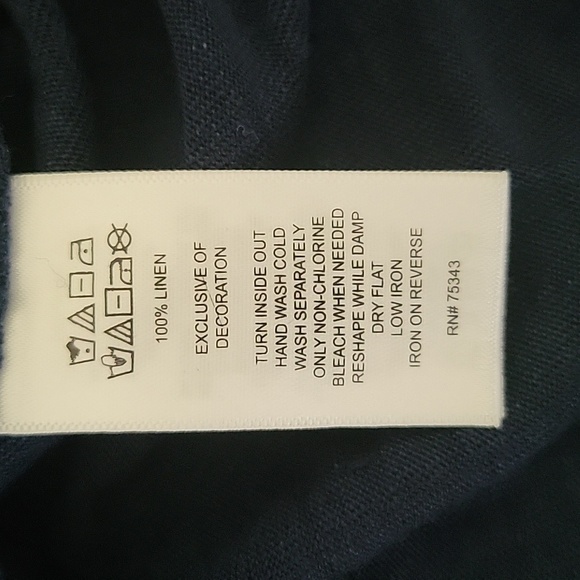 100% LINEN
EXCLUSIVE OF
DECORATION
TURN INSIDE OUT
HAND WASH COLD
WASH SEPARATELY
ONLY NON-CHLORINE
BLEACH WHEN NEEDED
RESHAPE WHILE DAMP
DRY FLAT
LOW IRON
IRON ON REVERSE
RN# 75343